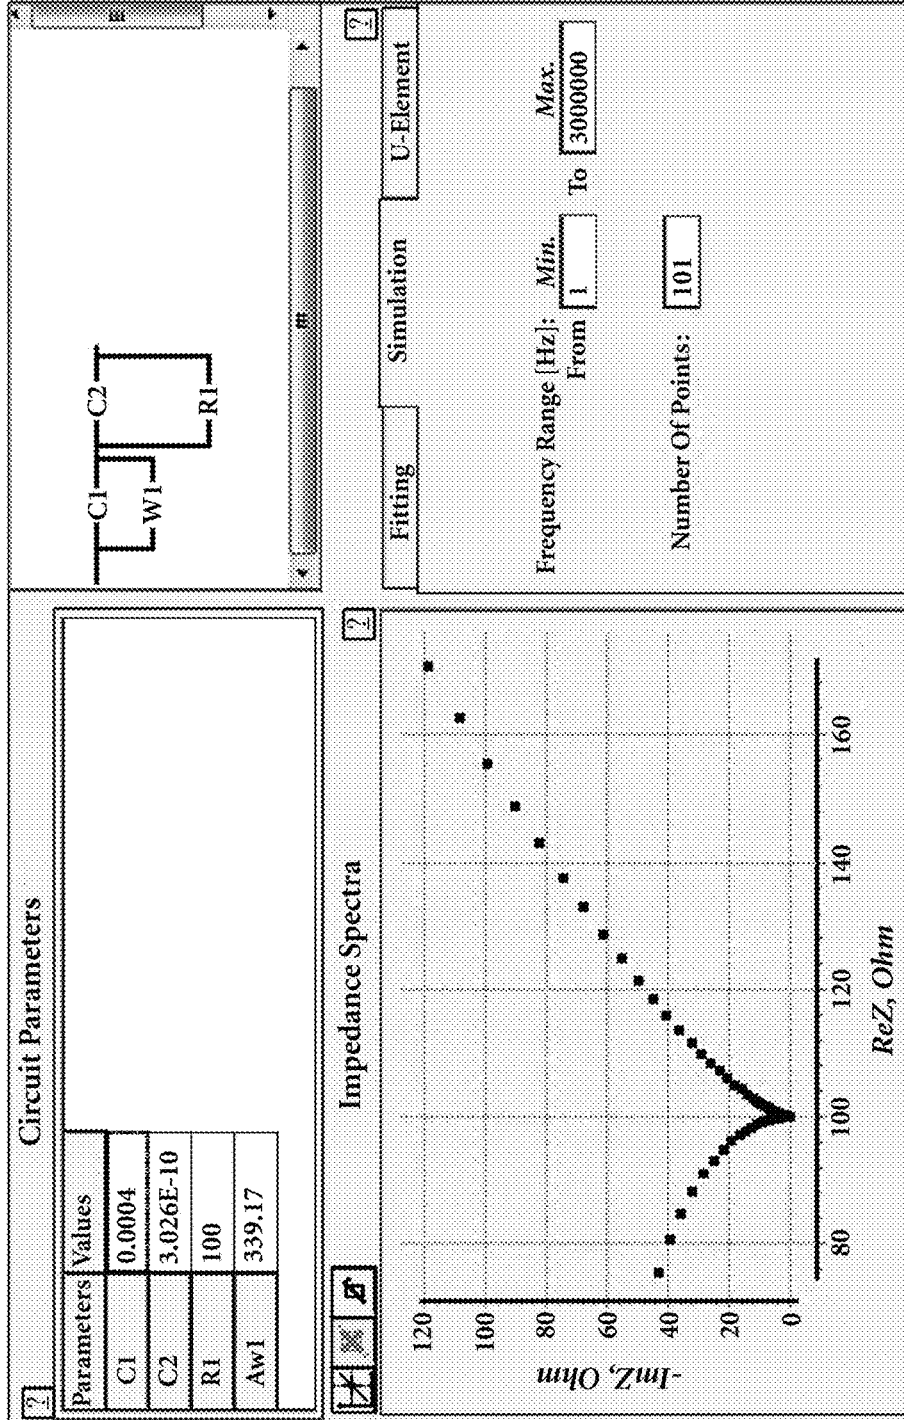 ?
Circuit Parameters
Parameters Values
C1 0.0004
C2 3.026E-10
R1 100
Aw1 339.17
C1 C2
W1
R1
Impedance Spectra
?
120
100
80
60
40
20
0
-ImZ, Ohm
80 100 120 140 160
ReZ, Ohm
?
Fitting Simulation U-Element
Frequency Range [Hz]: Min. Max.
From 1 To 3000000
Number Of Points: 101